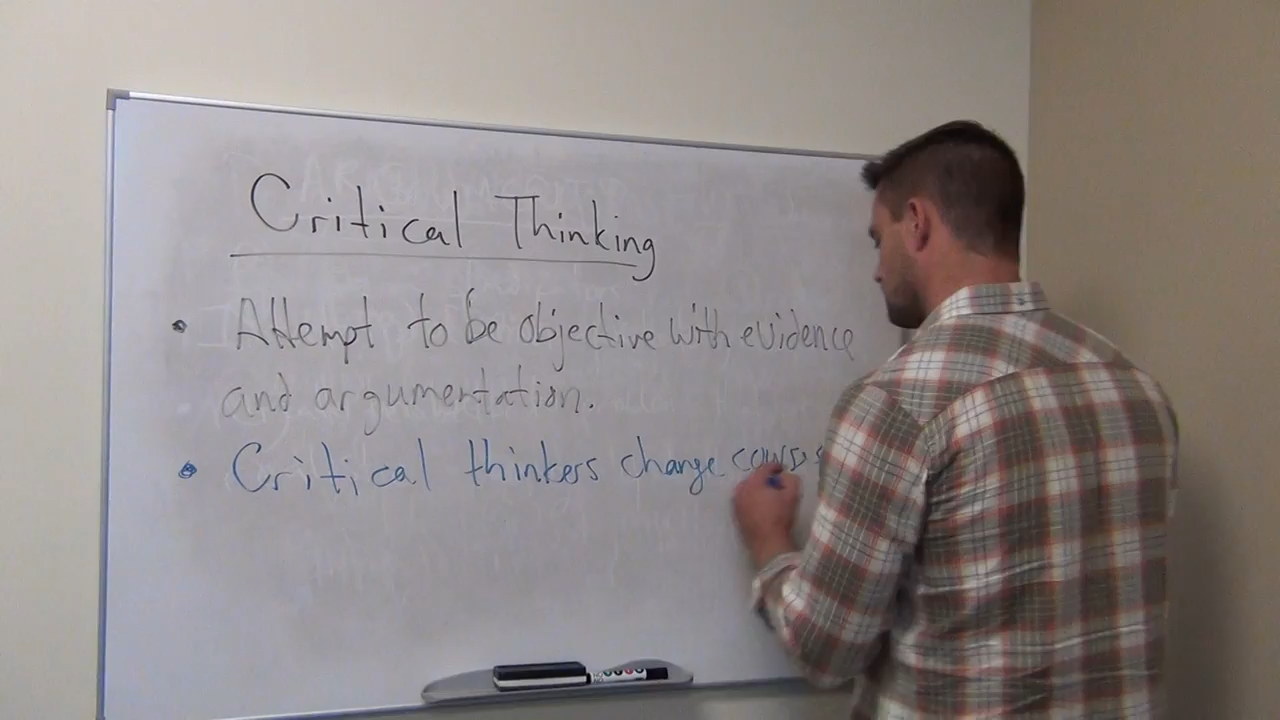 Critical Thinking
• Attempt to be objective with evidence
and argumentation.
• Critical thinkers change